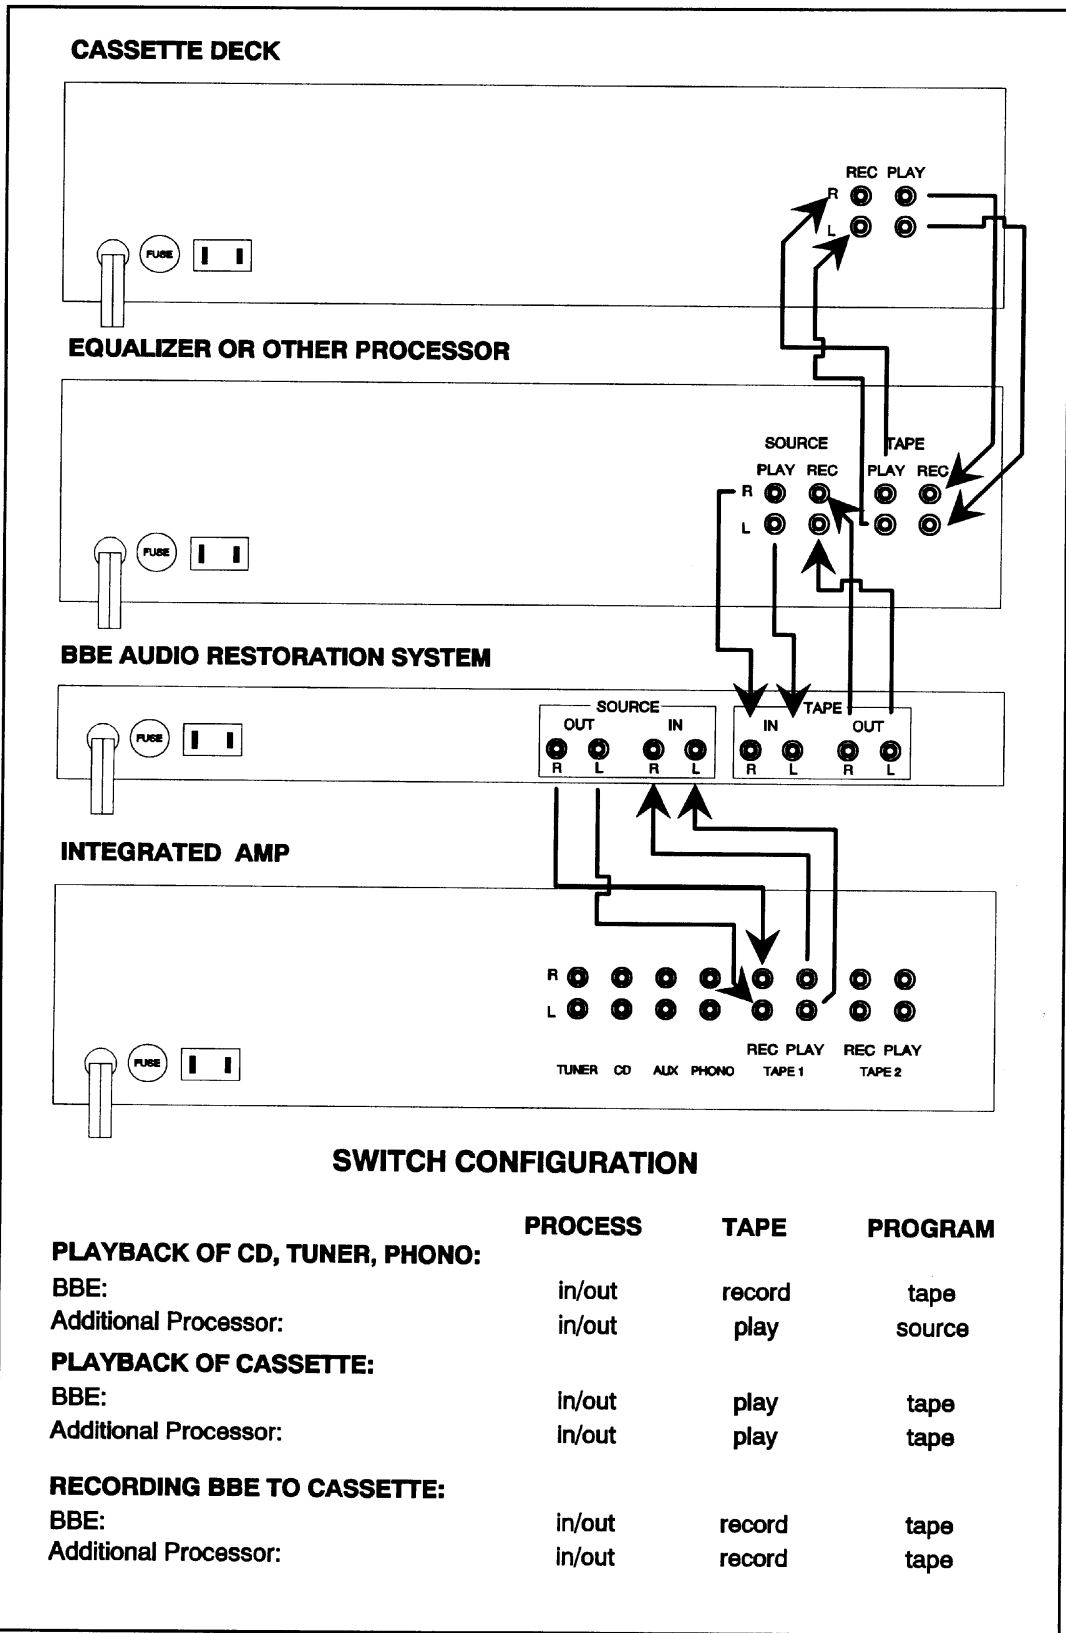 CASSETTE DECK
REC PLAY
R
L
FUSE
EQUALIZER OR OTHER PROCESSOR
SOURCE TAPE
PLAY REC PLAY REC
R
L
FUSE
BBE AUDIO RESTORATION SYSTEM
SOURCE TAPE
OUT IN IN OUT
FUSE
R L R L R L R L
INTEGRATED AMP
R
L
REC PLAY REC PLAY
FUSE
TUNER CD AUX PHONO TAPE 1 TAPE 2
SWITCH CONFIGURATION
PROCESS TAPE PROGRAM
PLAYBACK OF CD, TUNER, PHONO:
BBE: in/out record tape
Additional Processor: in/out play source
PLAYBACK OF CASSETTE:
BBE: in/out play tape
Additional Processor: in/out play tape
RECORDING BBE TO CASSETTE:
BBE: in/out record tape
Additional Processor: in/out record tape